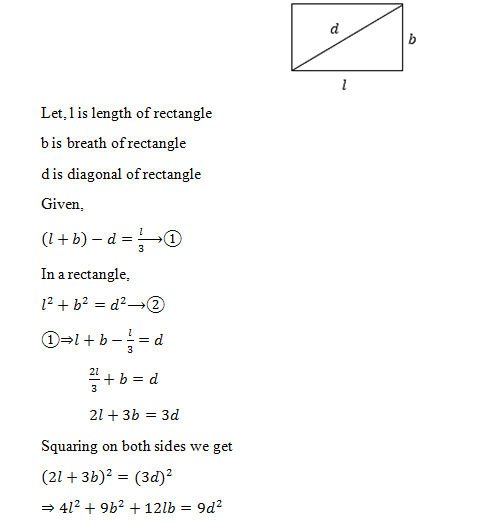 d
b
l
Let, l is length of rectangle
b is breath of rectangle
d is diagonal of rectangle
Given,
(l + b) − d = l/3 ⟶①
In a rectangle,
l² + b² = d²⟶②
①⇒l + b − l/3 = d
2l/3 + b = d
2l + 3b = 3d
Squaring on both sides we get
(2l + 3b)² = (3d)²
⇒ 4l² + 9b² + 12lb = 9d²